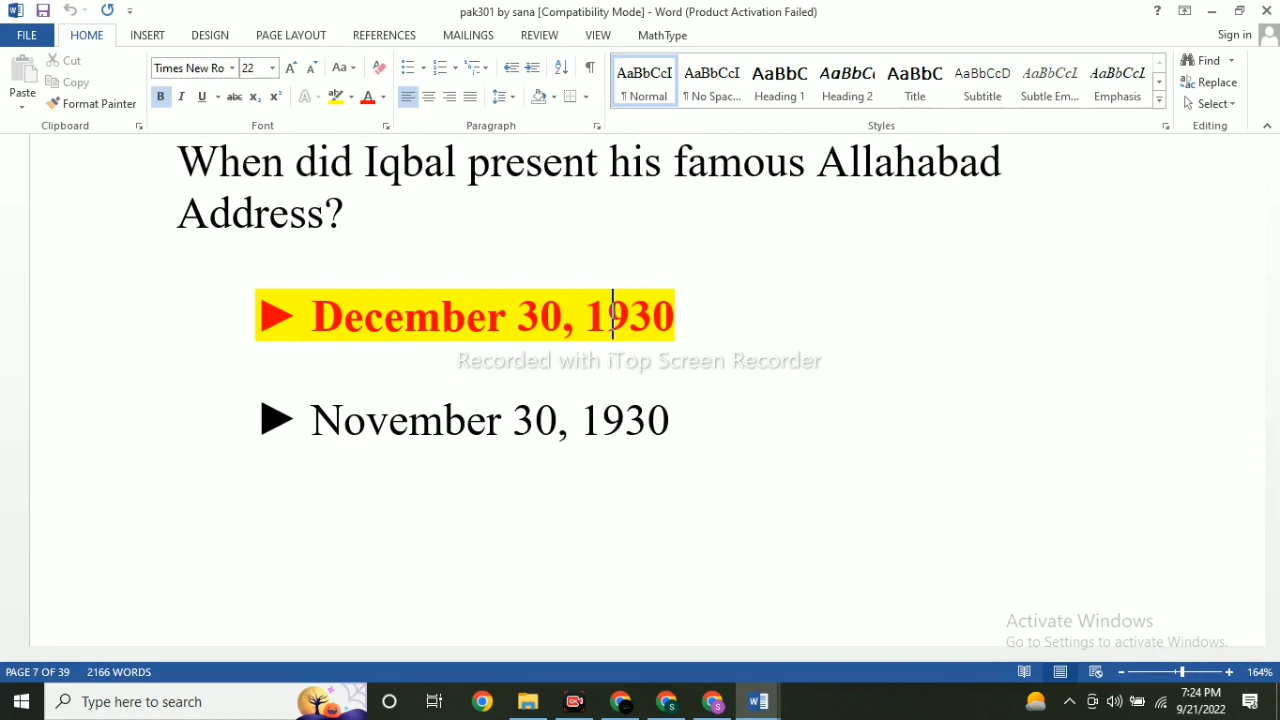 pak301 by sana [Compatibility Mode] - Word (Product Activation Failed)
FILE HOME INSERT DESIGN PAGE LAYOUT REFERENCES MAILINGS REVIEW VIEW MathType Sign in
Cut
Copy
Format Painter
Paste
Times New Ro 22
AaBbCcI AaBbCcI AaBbC AaBbCc AaBbC AaBbCcD AaBbCcI AaBbCcL
¶ Normal ¶ No Spac... Heading 1 Heading 2 Title Subtitle Subtle Em... Emphasis
Find
Replace
Select
Clipboard Font Paragraph Styles Editing
When did Iqbal present his famous Allahabad
Address?
► December 30, 1930
Recorded with iTop Screen Recorder
► November 30, 1930
Activate Windows
Go to Settings to activate Windows.
PAGE 7 OF 39 2166 WORDS 164%
Type here to search
7:24 PM
9/21/2022